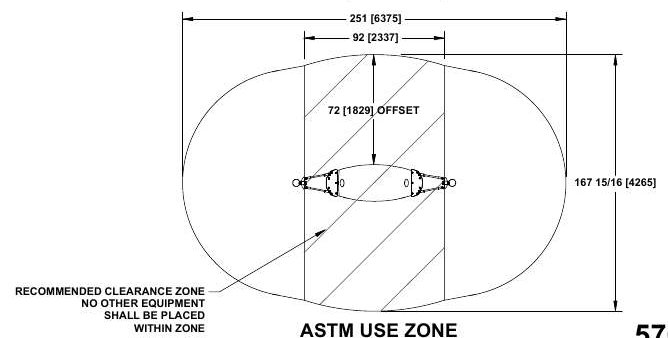 251 [6375]
92 [2337]
72 [1829] OFFSET
167 15/16 [4265]
RECOMMENDED CLEARANCE ZONE
NO OTHER EQUIPMENT
SHALL BE PLACED
WITHIN ZONE
ASTM USE ZONE